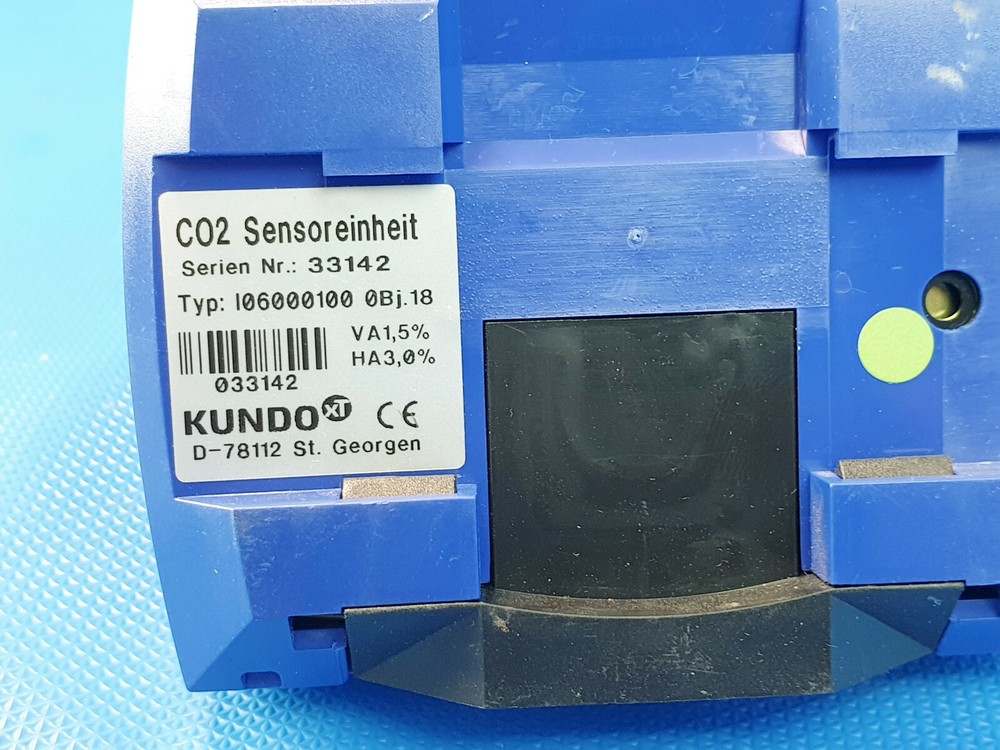 CO2 Sensoreinheit
Serien Nr.: 33142
Typ: I06000100 0Bj.18
VA1,5%
HA3,0%
033142
KUNDO XT CE
D-78112 St. Georgen